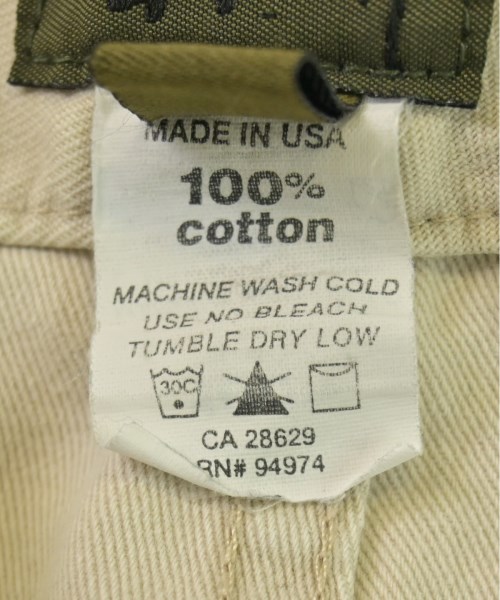 MADE IN USA
100%
cotton
MACHINE WASH COLD
USE NO BLEACH
TUMBLE DRY LOW
30C
CA 28629
RN# 94974